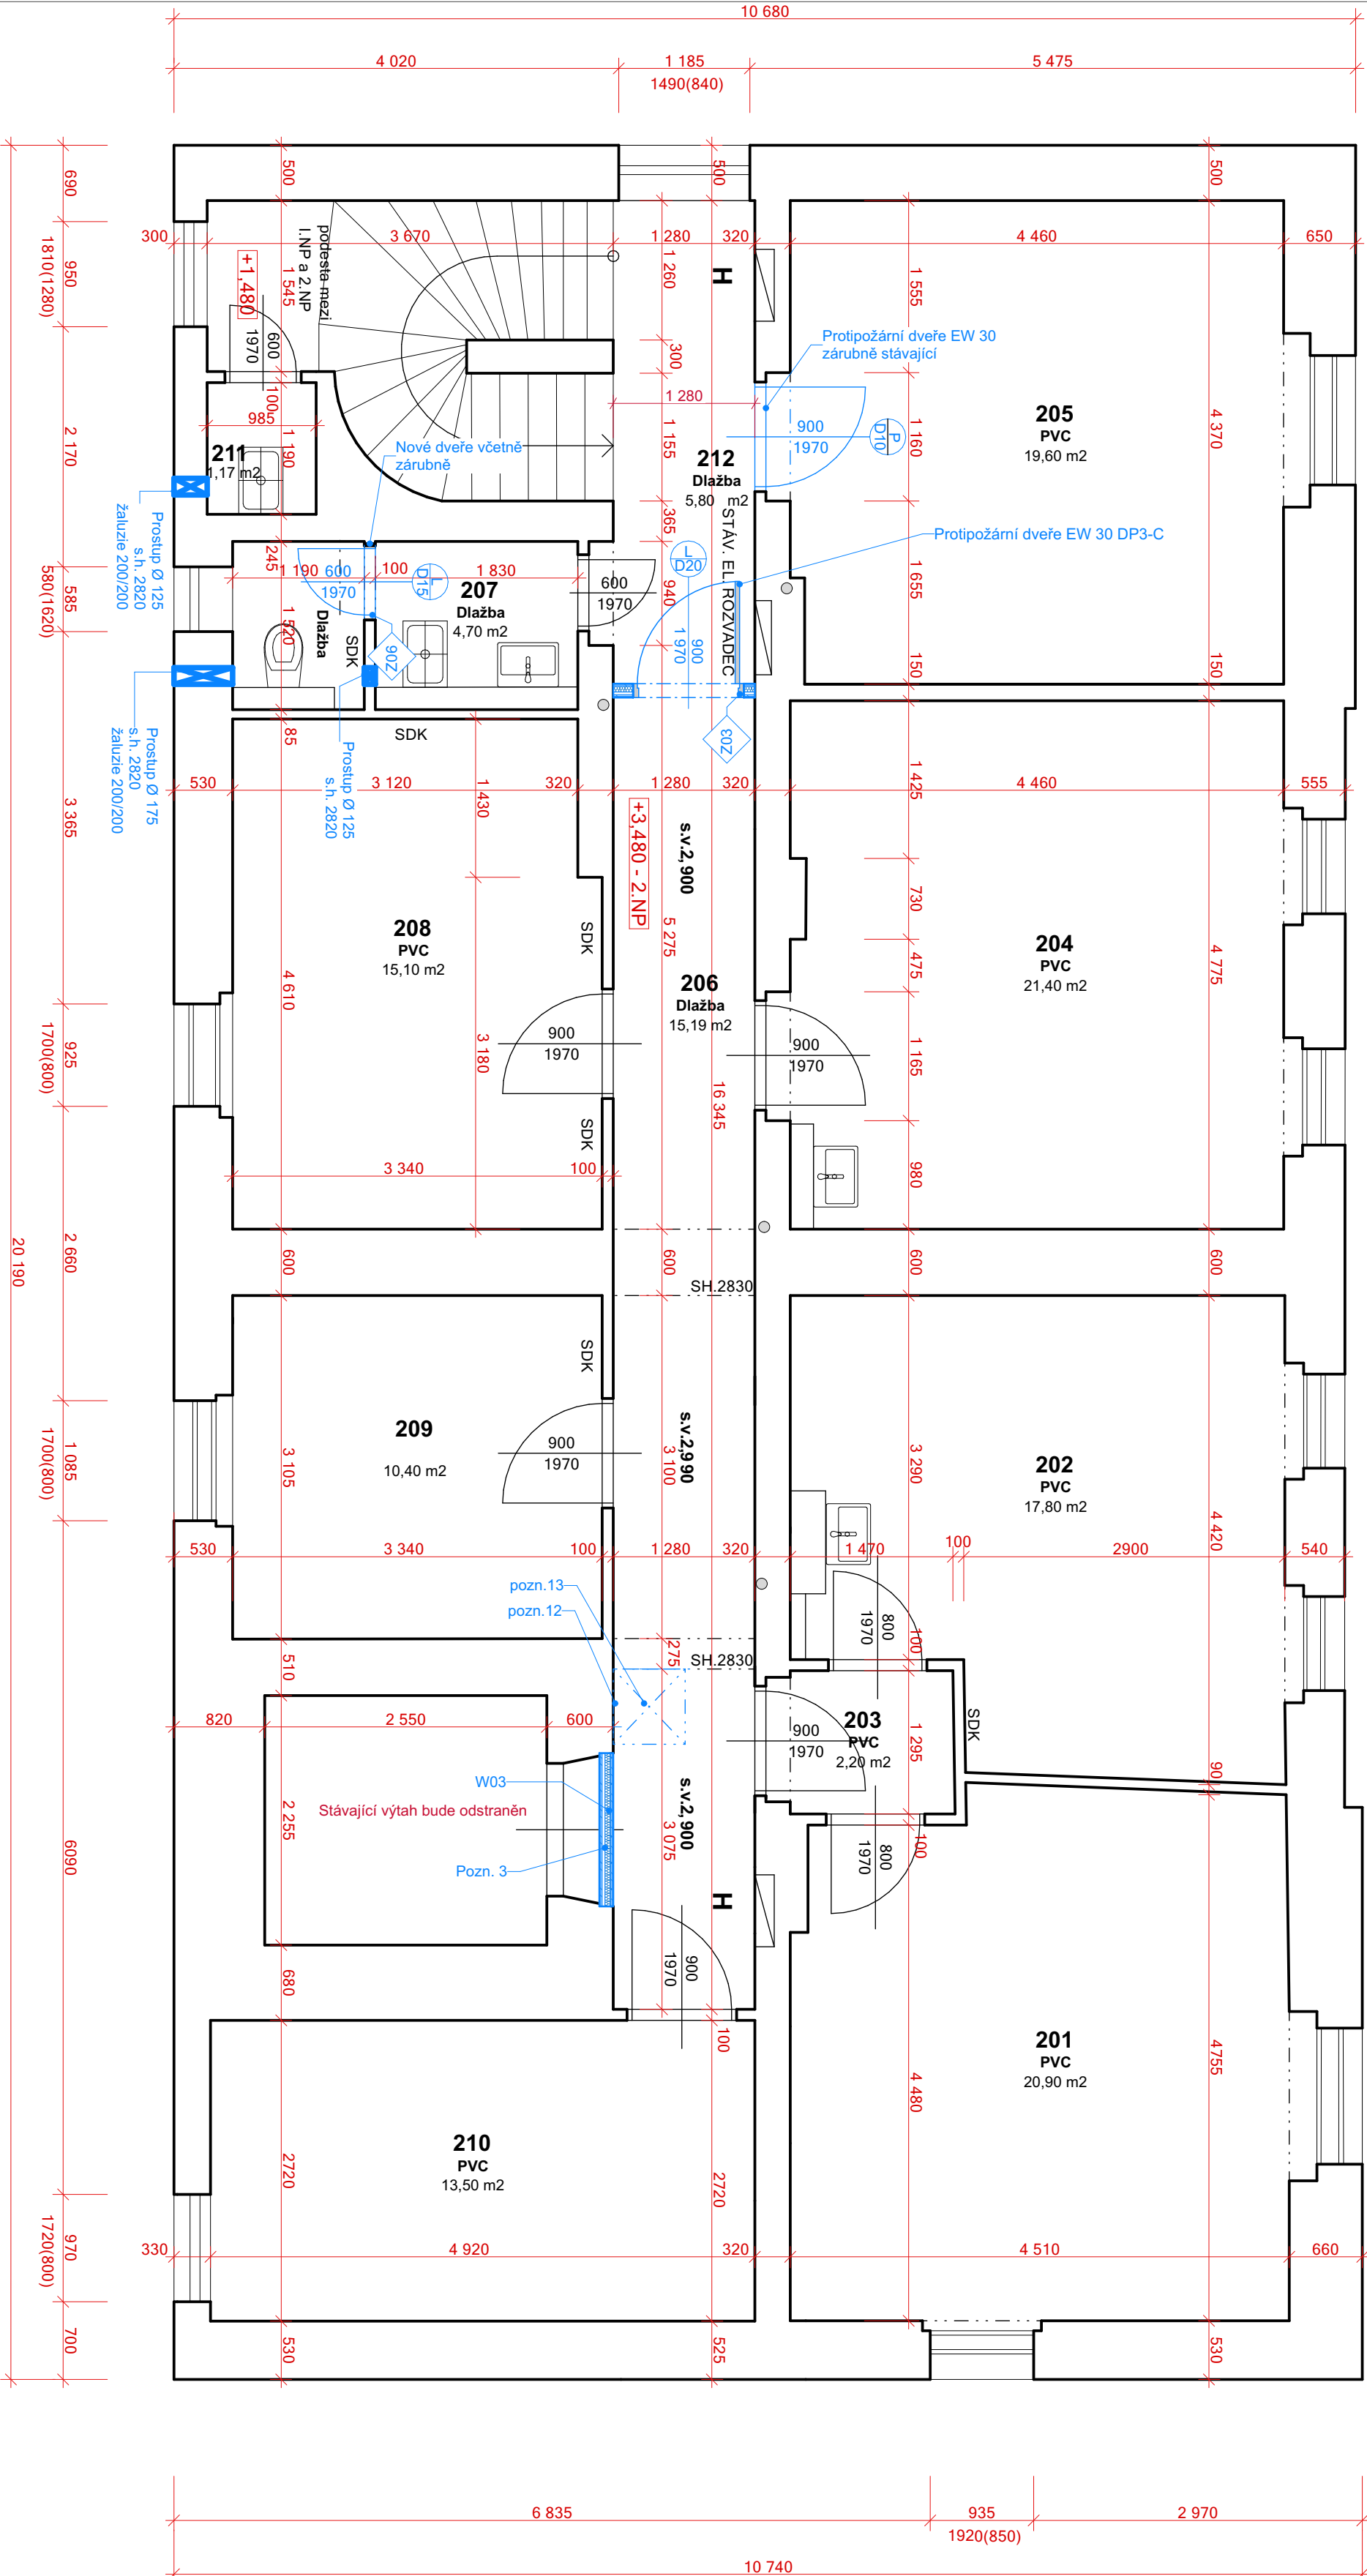 10 680
4 020
1 185
5 475
1490(840)
500
500
500
690
1810(1280)
950
300
3 670
1 280
320
4 460
650
podesta mezi
I.NP a 2.NP
+1,480
1 545
1 260
H
1 555
600
1970
300
Protipožární dveře EW 30
zárubně stávající
100
985
1 280
1 155
900
1970
P
D10
1 160
205
PVC
19,60 m2
4 370
2 170
211
1,17 m2
1 190
Nové dveře včetně
zárubně
212
Dlažba
5,80 m2
Prostup Ø 125
s.h. 2820
žaluzie 200/200
365
STÁV. EL.ROZVADEC
Protipožární dveře EW 30 DP3-C
245
580(1620)
585
1 190
600
1970
100
L
D15
1 830
207
Dlažba
4,70 m2
600
1970
940
L
D20
1 655
1 520
Dlažba
SDK
Z06
900
1 970
150
150
Z03
Prostup Ø 175
s.h. 2820
žaluzie 200/200
85
SDK
Prostup Ø 125
s.h. 2820
530
3 120
320
1 280
320
4 460
555
1 430
1 425
3 365
+3,480 - 2.NP
s.v.2,900
730
208
PVC
15,10 m2
SDK
5 275
475
204
PVC
21,40 m2
4 775
4 610
206
Dlažba
15,19 m2
1700(800)
925
3 180
900
1970
900
1970
1 165
16 345
SDK
3 340
100
980
20 190
2 660
600
600
600
600
SH.2830
SDK
209
10,40 m2
1700(800)
1 085
3 105
900
1970
s.v.2,990
3 100
3 290
202
PVC
17,80 m2
4 420
530
3 340
100
1 280
320
1 470
100
2900
540
pozn.13
pozn.12
800
1970
100
510
275
SH.2830
820
2 550
600
900
1970
203
PVC
2,20 m2
1 295
SDK
90
W03
Stávající výtah bude odstraněn
Pozn. 3
2 255
s.v.2,900
3 075
800
1970
100
6090
H
680
900
1970
100
201
PVC
20,90 m2
4 480
4755
210
PVC
13,50 m2
2720
2720
1720(800)
970
330
4 920
320
4 510
660
700
530
525
530
6 835
935
2 970
1920(850)
10 740